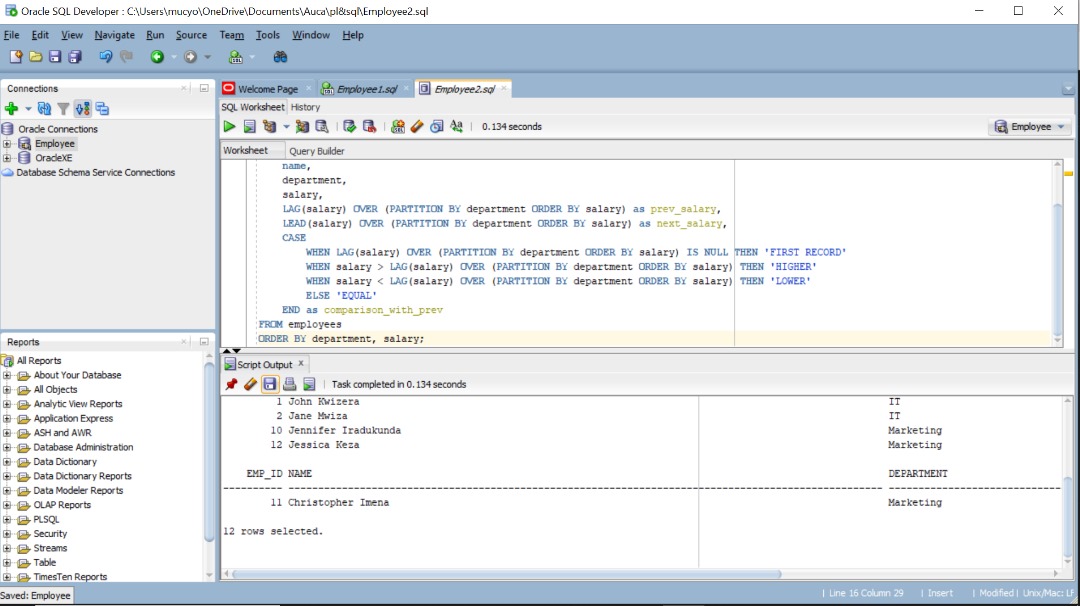 Oracle SQL Developer : C:\Users\mucyo\OneDrive\Documents\Auca\pl&sql\Employee2.sql
File Edit View Navigate Run Source Team Tools Window Help
Connections
Oracle Connections
Employee
OracleXE
Database Schema Service Connections
Reports
All Reports
About Your Database
All Objects
Analytic View Reports
Application Express
ASH and AWR
Database Administration
Data Dictionary
Data Dictionary Reports
Data Modeler Reports
OLAP Reports
PLSQL
Security
Streams
Table
TimesTen Reports
Welcome Page Employee1.sql Employee2.sql
SQL Worksheet History
0.134 seconds
Employee
Worksheet Query Builder
name,
department,
salary,
LAG(salary) OVER (PARTITION BY department ORDER BY salary) as prev_salary,
LEAD(salary) OVER (PARTITION BY department ORDER BY salary) as next_salary,
CASE
WHEN LAG(salary) OVER (PARTITION BY department ORDER BY salary) IS NULL THEN 'FIRST RECORD'
WHEN salary > LAG(salary) OVER (PARTITION BY department ORDER BY salary) THEN 'HIGHER'
WHEN salary < LAG(salary) OVER (PARTITION BY department ORDER BY salary) THEN 'LOWER'
ELSE 'EQUAL'
END as comparison_with_prev
FROM employees
ORDER BY department, salary;
Script Output
Task completed in 0.134 seconds
1 John Kwizera IT
2 Jane Mwiza IT
10 Jennifer Iradukunda Marketing
12 Jessica Keza Marketing
EMP_ID NAME DEPARTMENT
11 Christopher Imena Marketing
12 rows selected.
Saved: Employee
Line 16 Column 29 Insert Modified Unix/Mac: LF